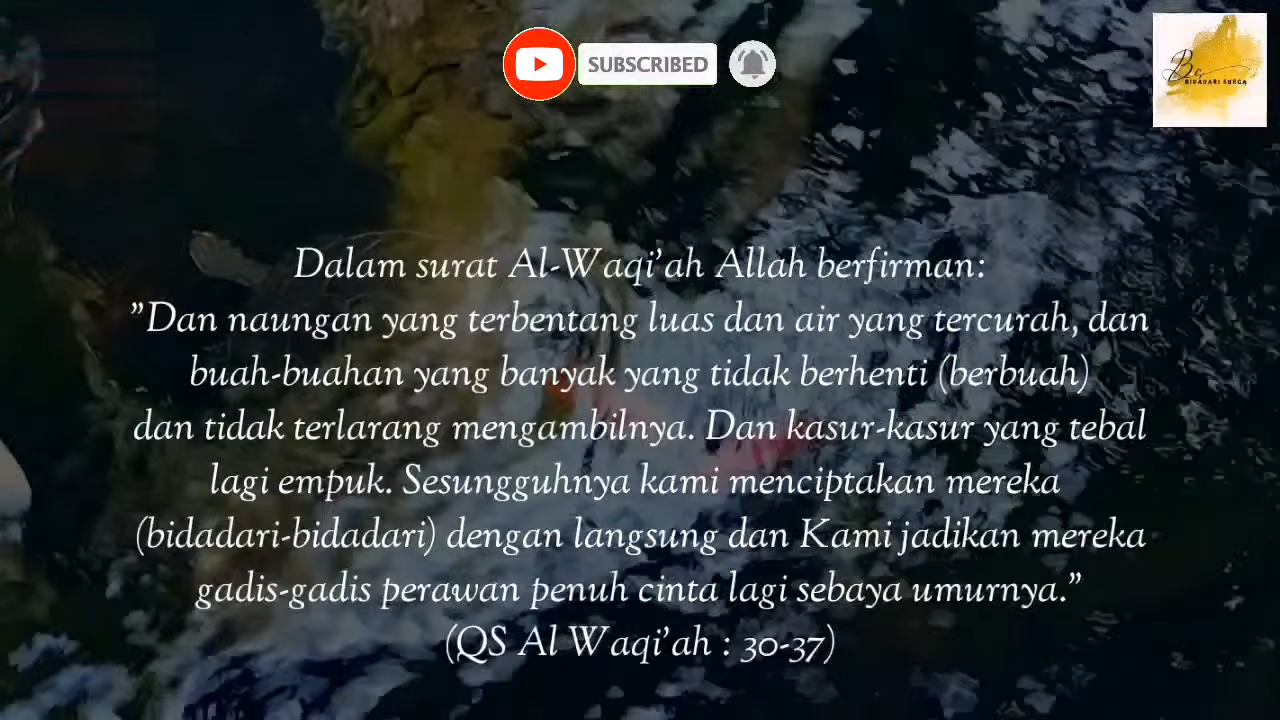 SUBSCRIBED
Bs
BIDADARI SURGA
Dalam surat Al-Waqi’ah Allah berfirman:
”Dan naungan yang terbentang luas dan air yang tercurah, dan
buah-buahan yang banyak yang tidak berhenti (berbuah)
dan tidak terlarang mengambilnya. Dan kasur-kasur yang tebal
lagi empuk. Sesungguhnya kami menciptakan mereka
(bidadari-bidadari) dengan langsung dan Kami jadikan mereka
gadis-gadis perawan penuh cinta lagi sebaya umurnya.”
(QS Al Waqi’ah : 30-37)